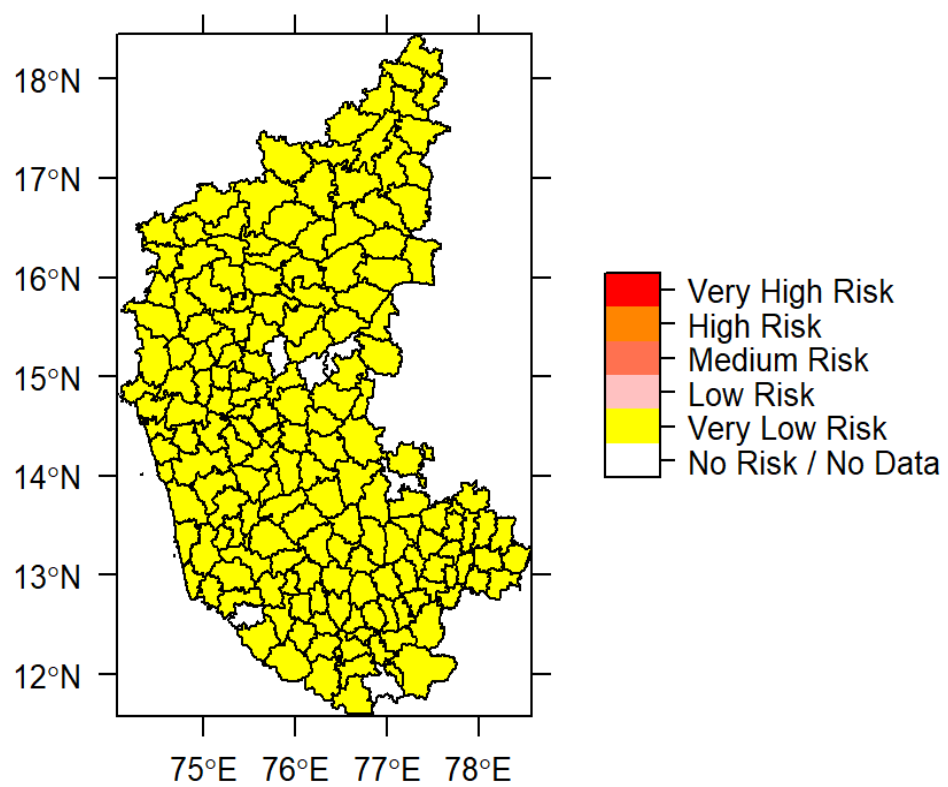 18°N
17°N
16°N
15°N
14°N
13°N
12°N
75°E 76°E 77°E 78°E
Very High Risk
High Risk
Medium Risk
Low Risk
Very Low Risk
No Risk / No Data